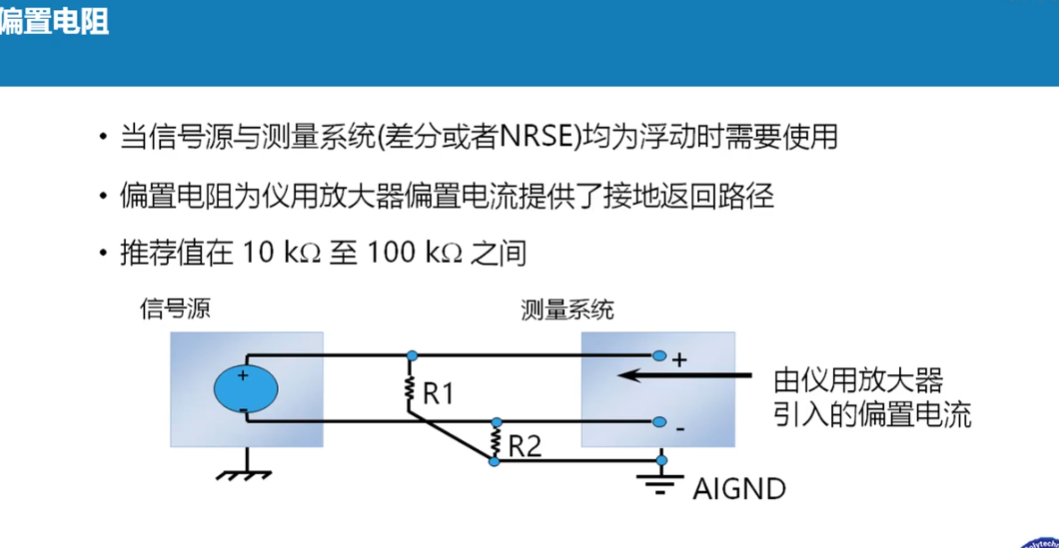 偏置电阻
• 当信号源与测量系统(差分或者NRSE)均为浮动时需要使用
• 偏置电阻为仪用放大器偏置电流提供了接地返回路径
• 推荐值在 10 kΩ 至 100 kΩ 之间
信号源
测量系统
+
+
R1
由仪用放大器
引入的偏置电流
-
-
R2
AIGND